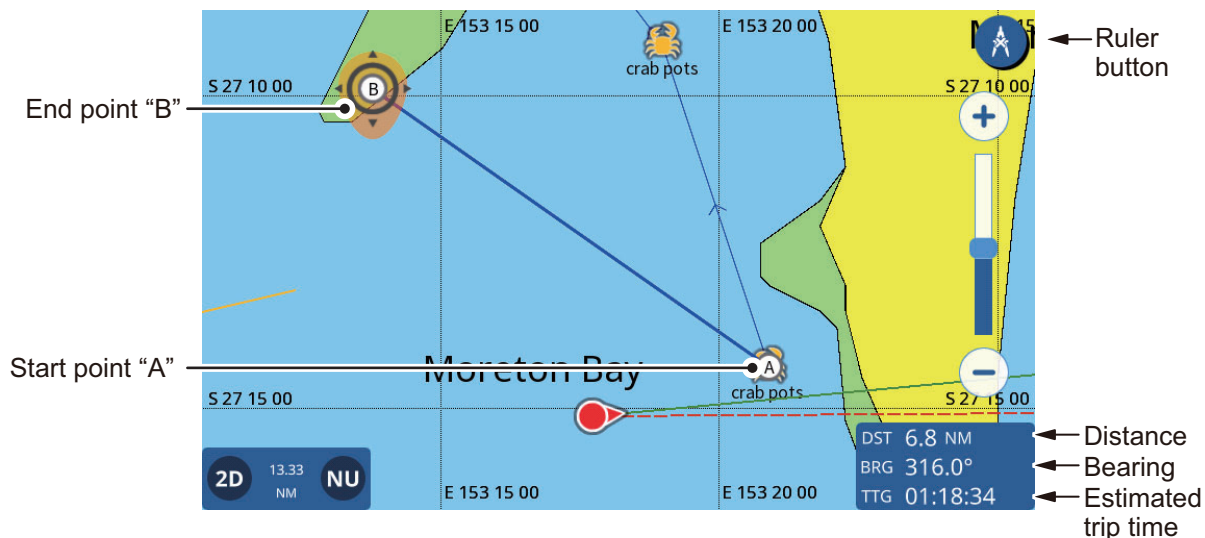 E 153 15 00
E 153 20 00
N
15
Ruler
button
crab pots
S 27 10 00
S 27 10 00
B
End point “B”
+
Start point “A”
A
Moreton Bay
crab pots
−
S 27 15 00
S 27 15 00
DST 6.8 NM
Distance
2D
13.33
NM
NU
BRG 316.0°
Bearing
E 153 15 00
E 153 20 00
TTG 01:18:34
Estimated
trip time